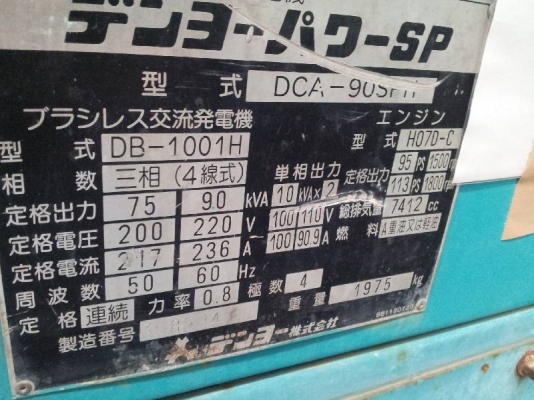 デンヨーパワーSP
型式 DCA-90SPH
ブラシレス交流発電機 エンジン
型式 DB-1001H 型式 H07D-C
相数 三相(4線式) 単相出力 定格出力 95 PS 1500 113 PS 1800
定格出力 75 90 kVA 10 kVA×2 総排気量 7412 cc
定格電圧 200 220 V 100 110 V 燃料 A重油又は軽油
定格電流 217 236 A 100 90.9 A
周波数 50 60 Hz 極数 4
定格 連続 力率 0.8 重量 1975 kg
製造番号
デンヨー株式会社